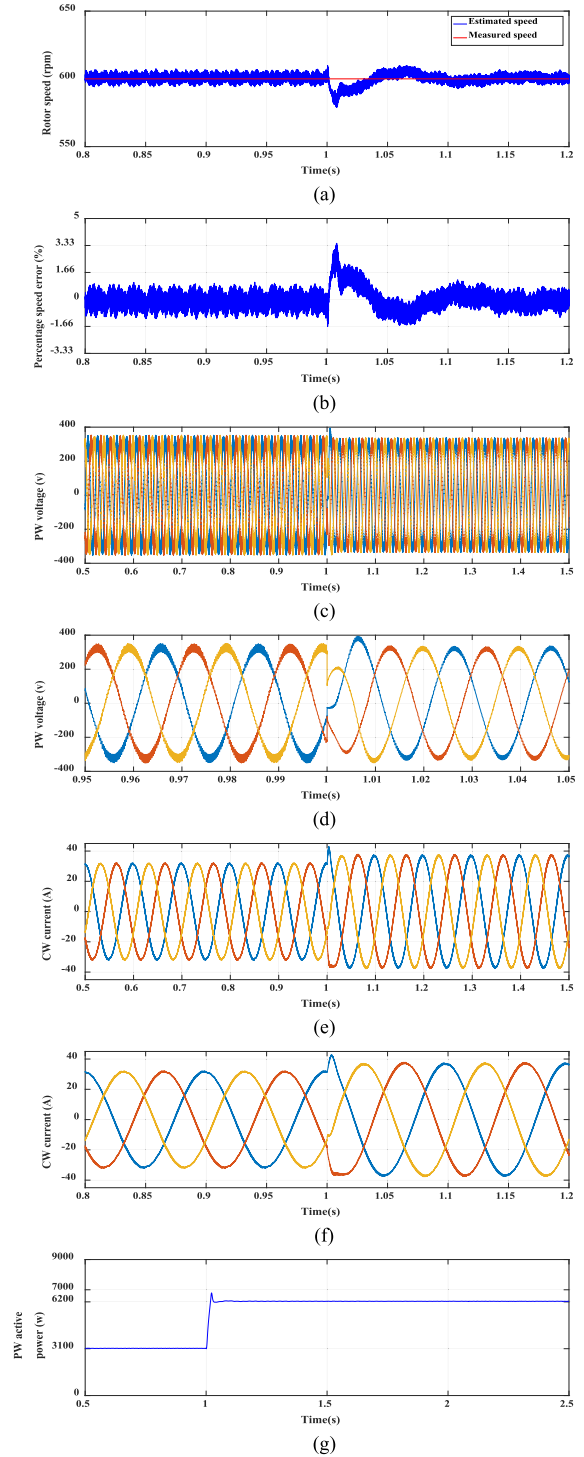 650
Estimated speed
Measured speed
Rotor speed (rpm)
600
550
0.8 0.85 0.9 0.95 1 1.05 1.1 1.15 1.2
Time(s)
(a)
5
3.33
1.66
0
-1.66
-3.33
Percentage speed error (%)
0.8 0.85 0.9 0.95 1 1.05 1.1 1.15 1.2
Time(s)
(b)
400
200
0
-200
-400
PW voltage (v)
0.5 0.6 0.7 0.8 0.9 1 1.1 1.2 1.3 1.4 1.5
Time(s)
(c)
400
200
0
-200
-400
PW voltage (v)
0.95 0.96 0.97 0.98 0.99 1 1.01 1.02 1.03 1.04 1.05
Time(s)
(d)
40
20
0
-20
-40
CW current (A)
0.5 0.6 0.7 0.8 0.9 1 1.1 1.2 1.3 1.4 1.5
Time(s)
(e)
40
20
0
-20
-40
CW current (A)
0.8 0.85 0.9 0.95 1 1.05 1.1 1.15 1.2
Time(s)
(f)
9000
7000
6200
3100
0
PW active
power (w)
0.5 1 1.5 2 2.5
Time(s)
(g)